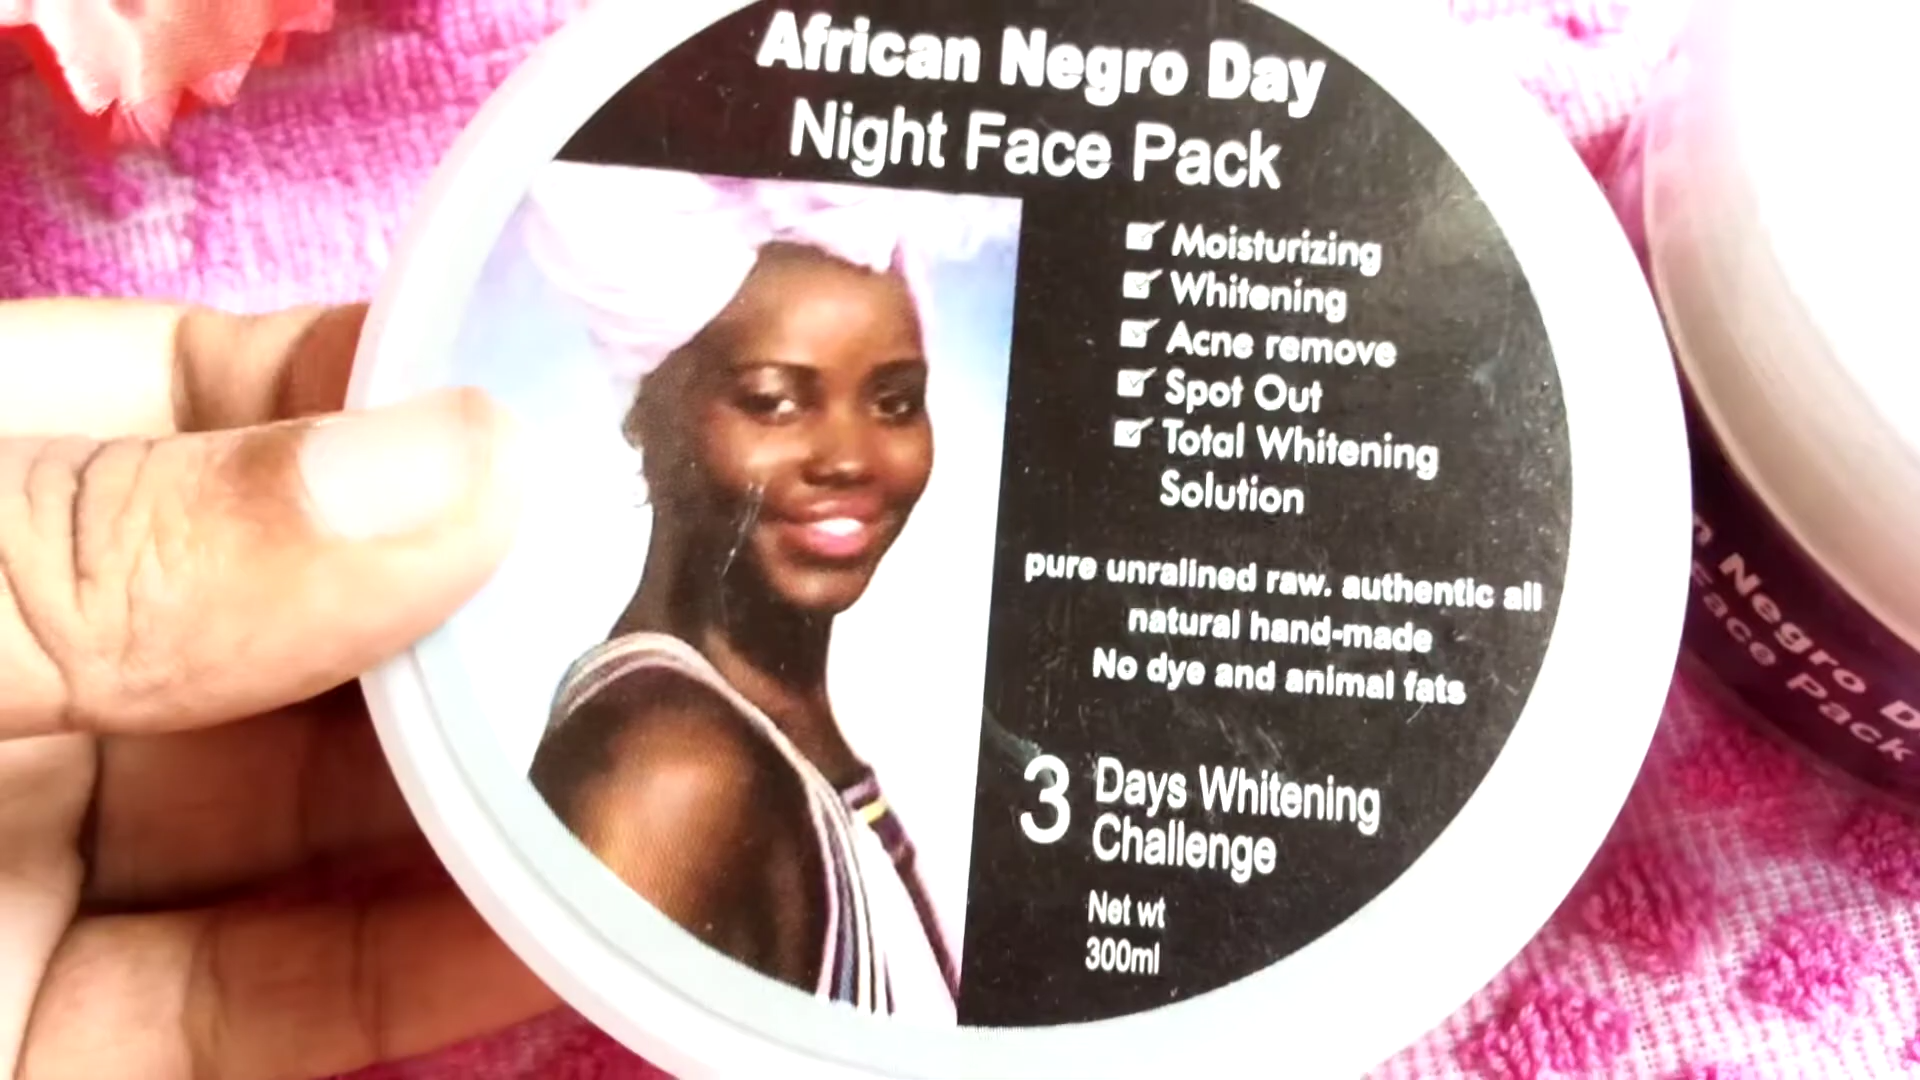 African Negro Day
Night Face Pack
Moisturizing
Whitening
Acne remove
Spot Out
Total Whitening
Solution
pure unralined raw. authentic all
natural hand-made
No dye and animal fats
3 Days Whitening
Challenge
Net wt
300ml
n Negro D
Face Pack